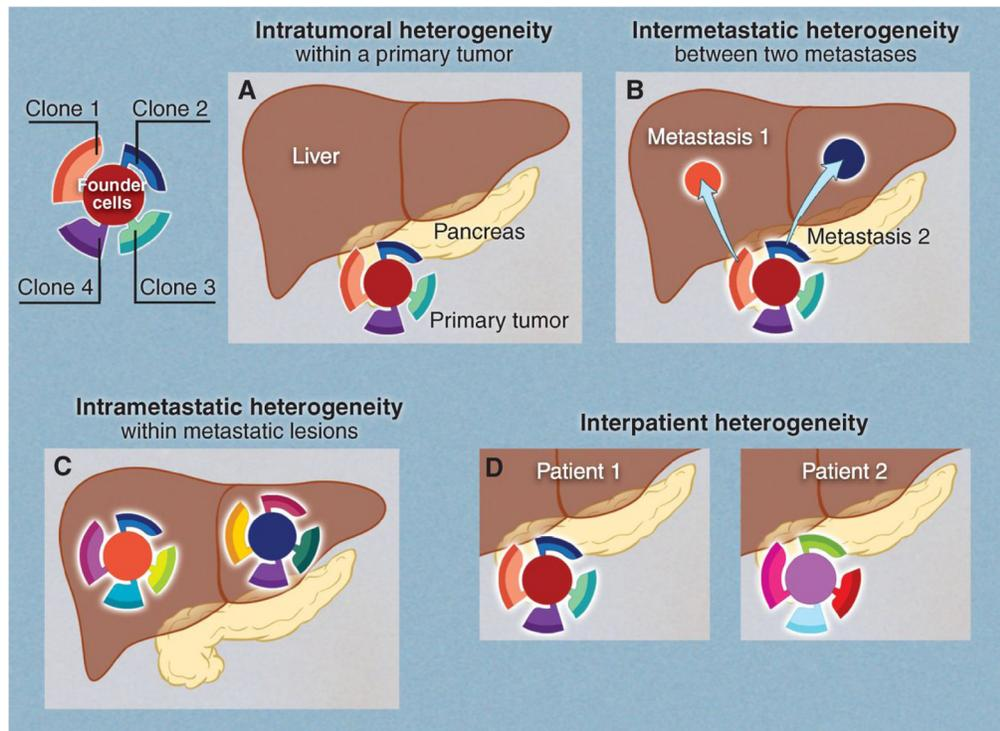 Intratumoral heterogeneity
within a primary tumor
Intermetastatic heterogeneity
between two metastases
Clone 1
Clone 2
Founder
cells
Clone 4
Clone 3
A
Liver
Pancreas
Primary tumor
B
Metastasis 1
Metastasis 2
Intrametastatic heterogeneity
within metastatic lesions
C
Interpatient heterogeneity
D
Patient 1
Patient 2